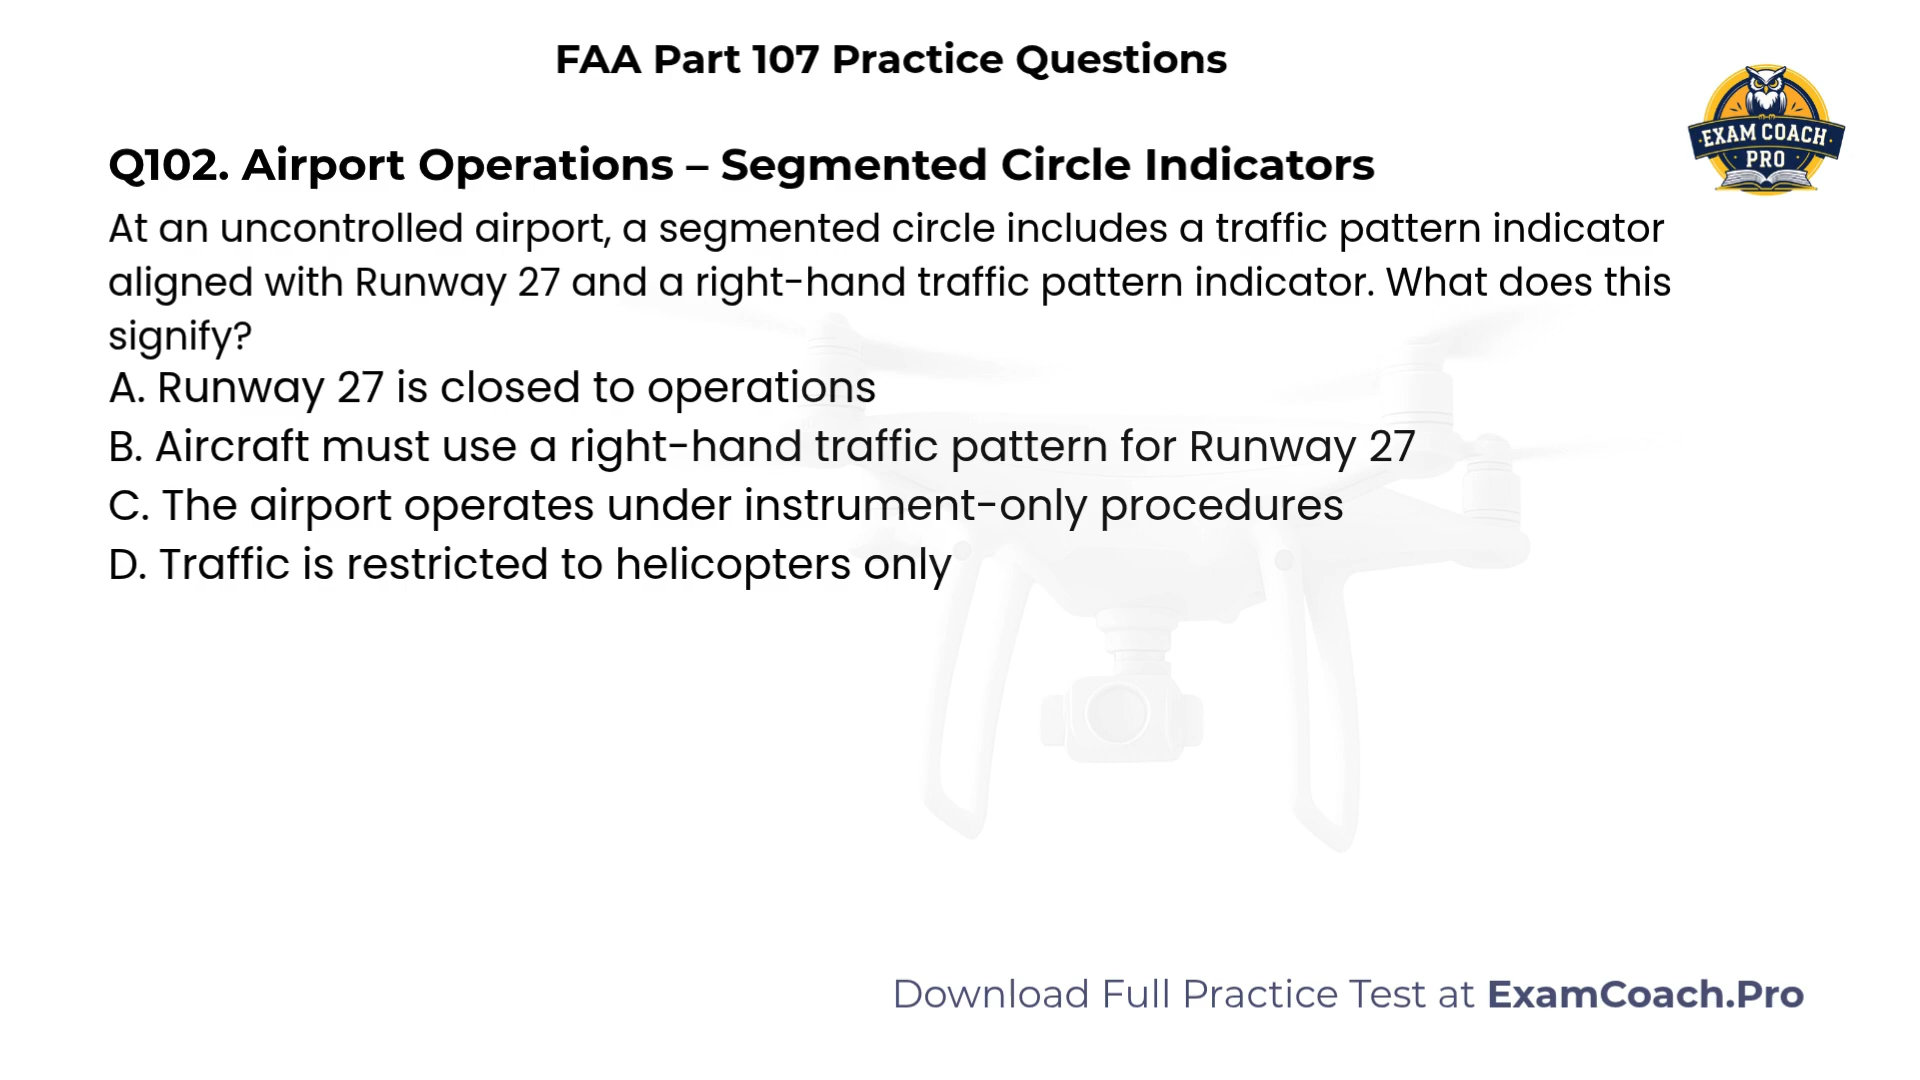 FAA Part 107 Practice Questions
EXAM COACH
PRO
Q102. Airport Operations – Segmented Circle Indicators
At an uncontrolled airport, a segmented circle includes a traffic pattern indicator
aligned with Runway 27 and a right-hand traffic pattern indicator. What does this
signify?
A. Runway 27 is closed to operations
B. Aircraft must use a right-hand traffic pattern for Runway 27
C. The airport operates under instrument-only procedures
D. Traffic is restricted to helicopters only
Download Full Practice Test at ExamCoach.Pro